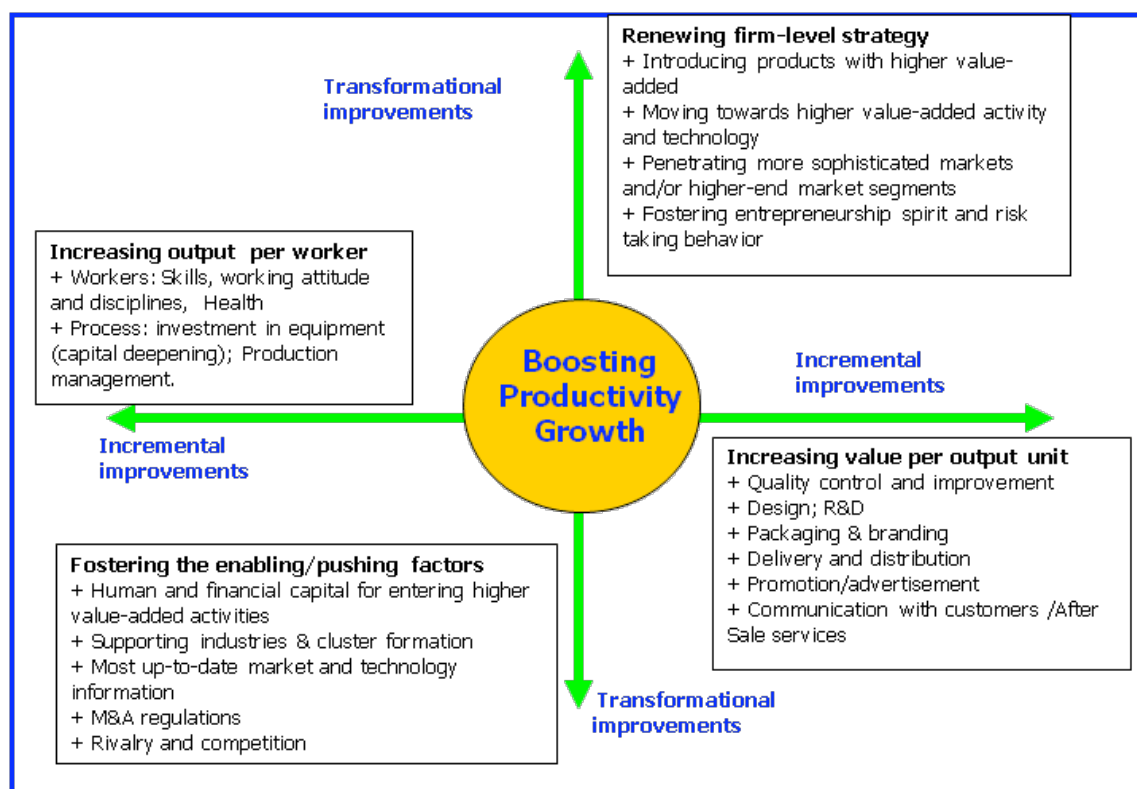 Renewing firm-level strategy
+ Introducing products with higher value-
added
+ Moving towards higher value-added activity
and technology
+ Penetrating more sophisticated markets
and/or higher-end market segments
+ Fostering entrepreneurship spirit and risk
taking behavior
Transformational
improvements
Increasing output per worker
+ Workers: Skills, working attitude
and disciplines, Health
+ Process: investment in equipment
(capital deepening); Production
management.
Boosting
Productivity
Growth
Incremental
improvements
Incremental
improvements
Increasing value per output unit
+ Quality control and improvement
+ Design; R&D
+ Packaging & branding
+ Delivery and distribution
+ Promotion/advertisement
+ Communication with customers /After
Sale services
Fostering the enabling/pushing factors
+ Human and financial capital for entering higher
value-added activities
+ Supporting industries & cluster formation
+ Most up-to-date market and technology
information
+ M&A regulations
+ Rivalry and competition
Transformational
improvements